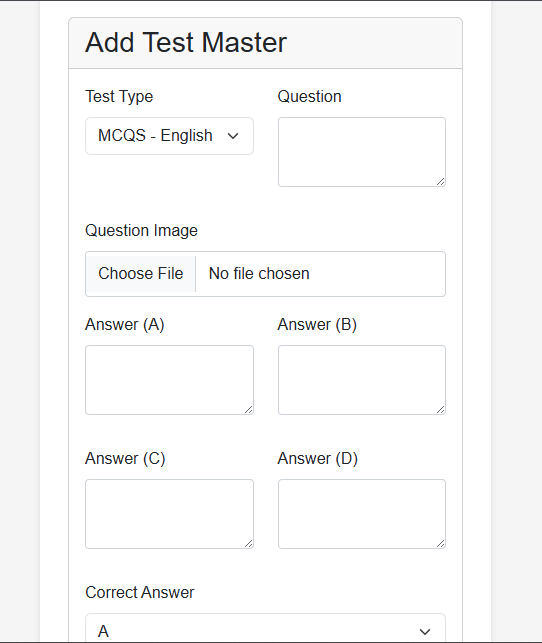 Add Test Master
Test Type
Question
MCQS - English
Question Image
Choose File No file chosen
Answer (A)
Answer (B)
Answer (C)
Answer (D)
Correct Answer
A